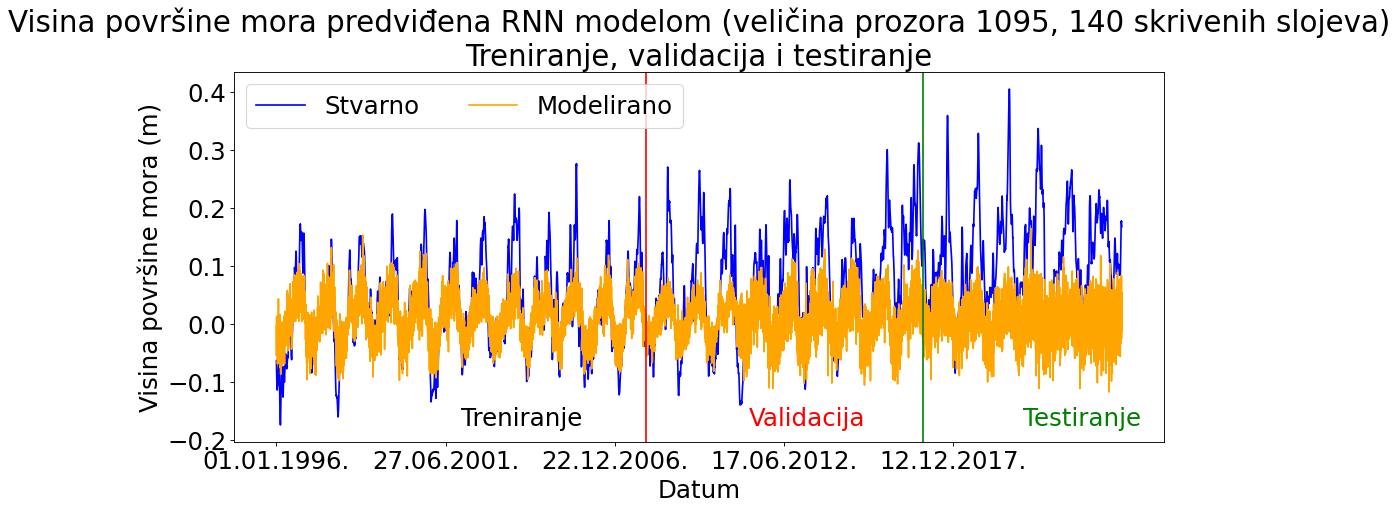 Visina površine mora predviđena RNN modelom (veličina prozora 1095, 140 skrivenih slojeva)
Treniranje, validacija i testiranje
Stvarno
Modelirano
Visina površine mora (m)
0.4
0.3
0.2
0.1
0.0
−0.1
−0.2
Treniranje
Validacija
Testiranje
01.01.1996.
27.06.2001.
22.12.2006.
17.06.2012.
12.12.2017.
Datum